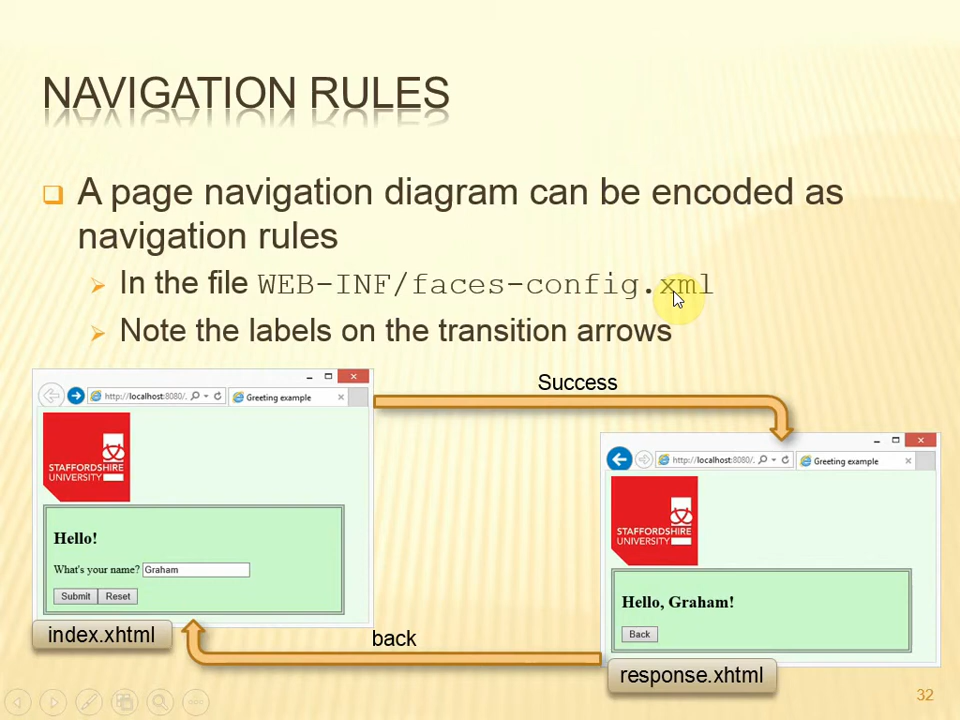 NAVIGATION RULES
A page navigation diagram can be encoded as
navigation rules
In the file WEB-INF/faces-config.xml
Note the labels on the transition arrows
Success
http://localhost:8080/.
Greeting example
STAFFORDSHIRE
UNIVERSITY
Hello!
What's your name? Graham
Submit Reset
index.xhtml
http://localhost:8080/..
Greeting example
STAFFORDSHIRE
UNIVERSITY
Hello, Graham!
Back
back
response.xhtml
32